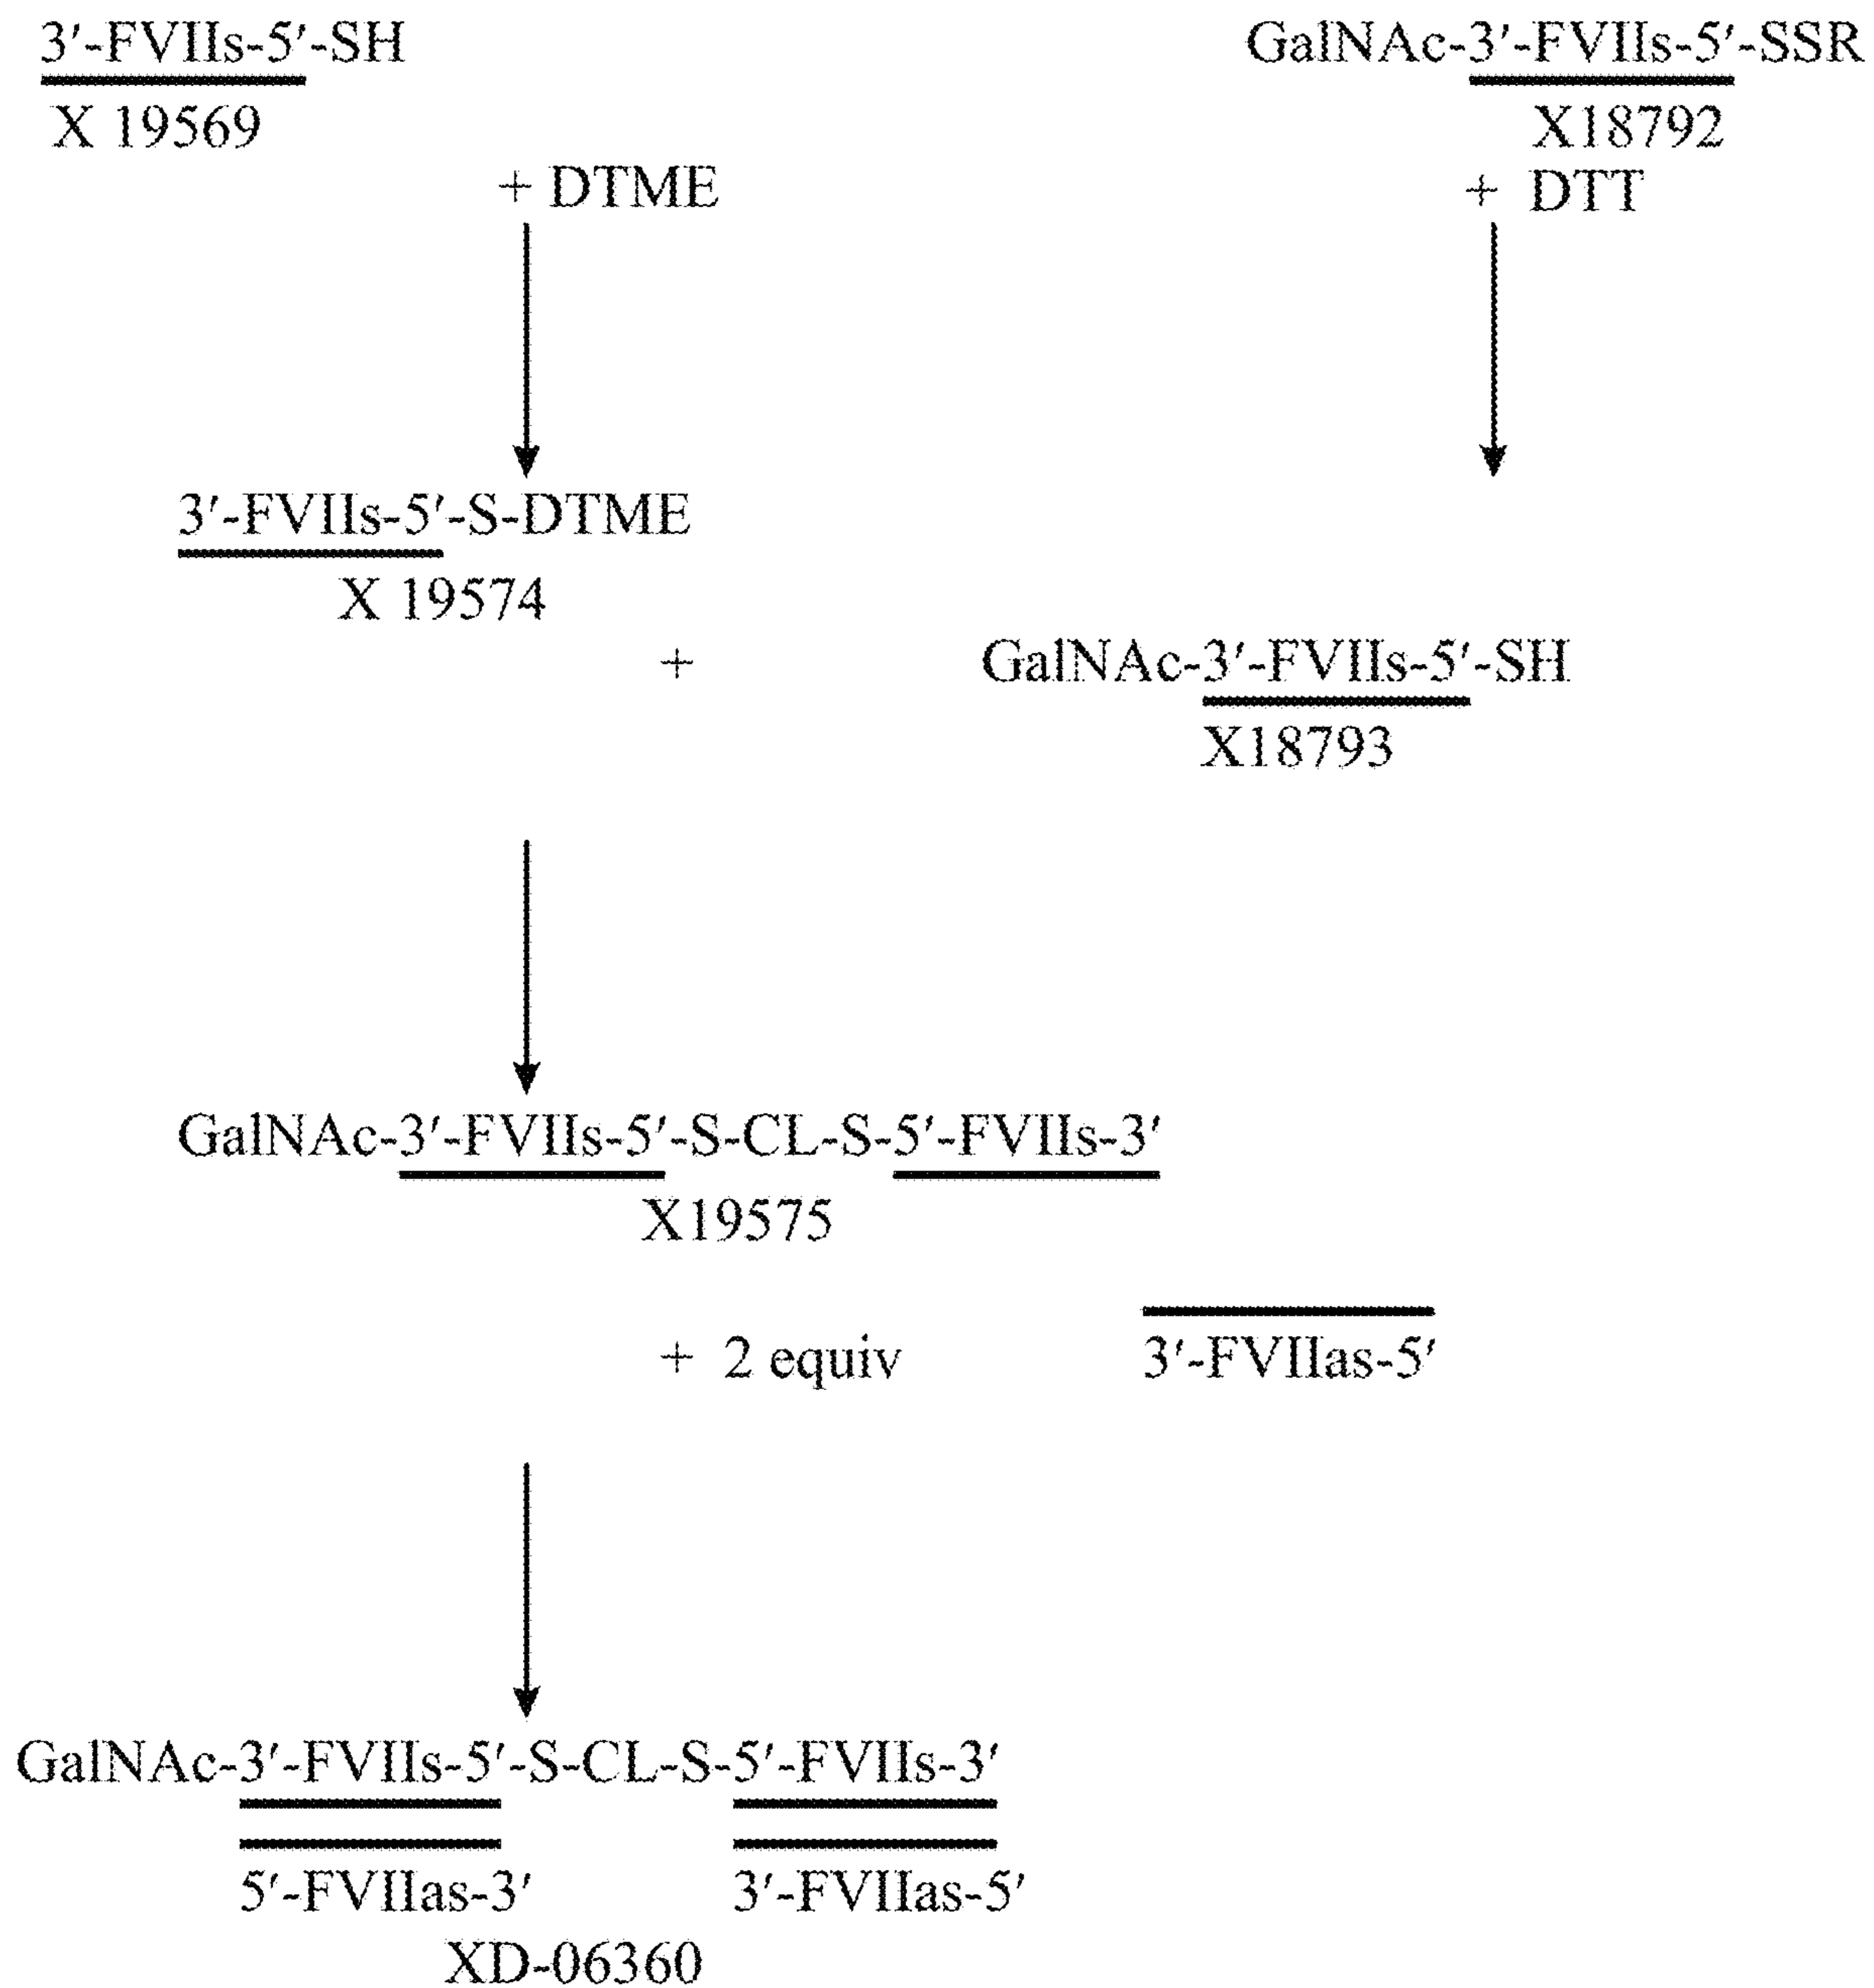 3′-FVIIs-5′-SH
X 19569
GalNAc-3′-FVIIs-5′-SSR
X18792
+ DTME
+ DTT
3′-FVIIs-5′-S-DTME
X 19574
+
GalNAc-3′-FVIIs-5′-SH
X18793
GalNAc-3′-FVIIs-5′-S-CL-S-5′-FVIIs-3′
X19575
+ 2 equiv
3′-FVIIas-5′
GalNAc-3′-FVIIs-5′-S-CL-S-5′-FVIIs-3′
5′-FVIIas-3′ 3′-FVIIas-5′
XD-06360